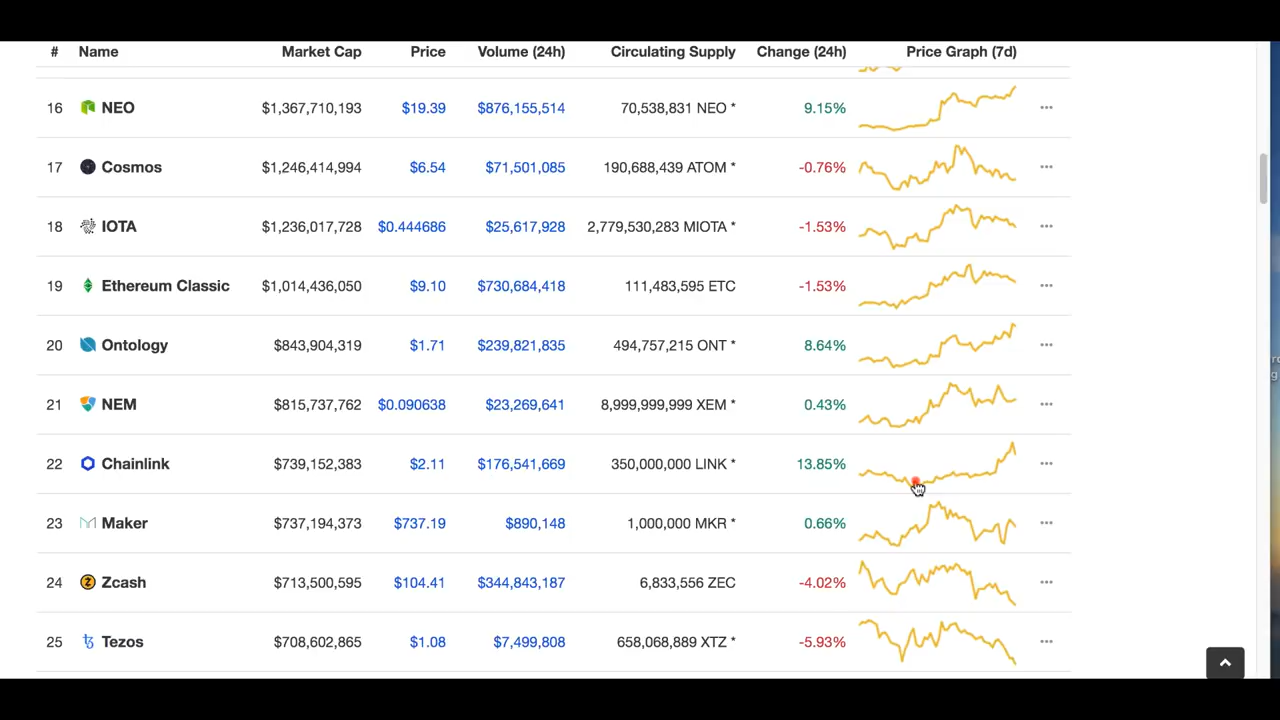 # Name Market Cap Price Volume (24h) Circulating Supply Change (24h) Price Graph (7d)
16 NEO $1,367,710,193 $19.39 $876,155,514 70,538,831 NEO * 9.15%
17 Cosmos $1,246,414,994 $6.54 $71,501,085 190,688,439 ATOM * -0.76%
18 IOTA $1,236,017,728 $0.444686 $25,617,928 2,779,530,283 MIOTA * -1.53%
19 Ethereum Classic $1,014,436,050 $9.10 $730,684,418 111,483,595 ETC -1.53%
20 Ontology $843,904,319 $1.71 $239,821,835 494,757,215 ONT * 8.64%
21 NEM $815,737,762 $0.090638 $23,269,641 8,999,999,999 XEM * 0.43%
22 Chainlink $739,152,383 $2.11 $176,541,669 350,000,000 LINK * 13.85%
23 Maker $737,194,373 $737.19 $890,148 1,000,000 MKR * 0.66%
24 Zcash $713,500,595 $104.41 $344,843,187 6,833,556 ZEC -4.02%
25 Tezos $708,602,865 $1.08 $7,499,808 658,068,889 XTZ * -5.93%